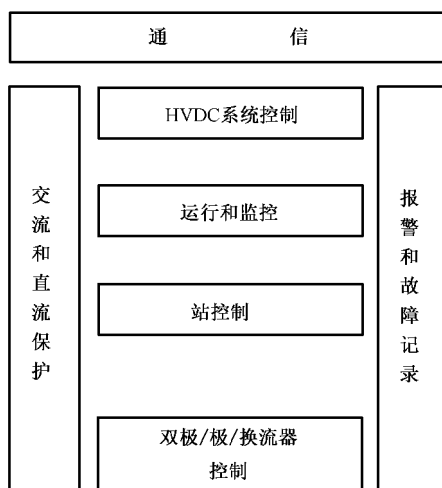 通 信
HVDC系统控制
运行和监控
站控制
双极/极/换流器
控制
交流和直流保护
报警和故障记录